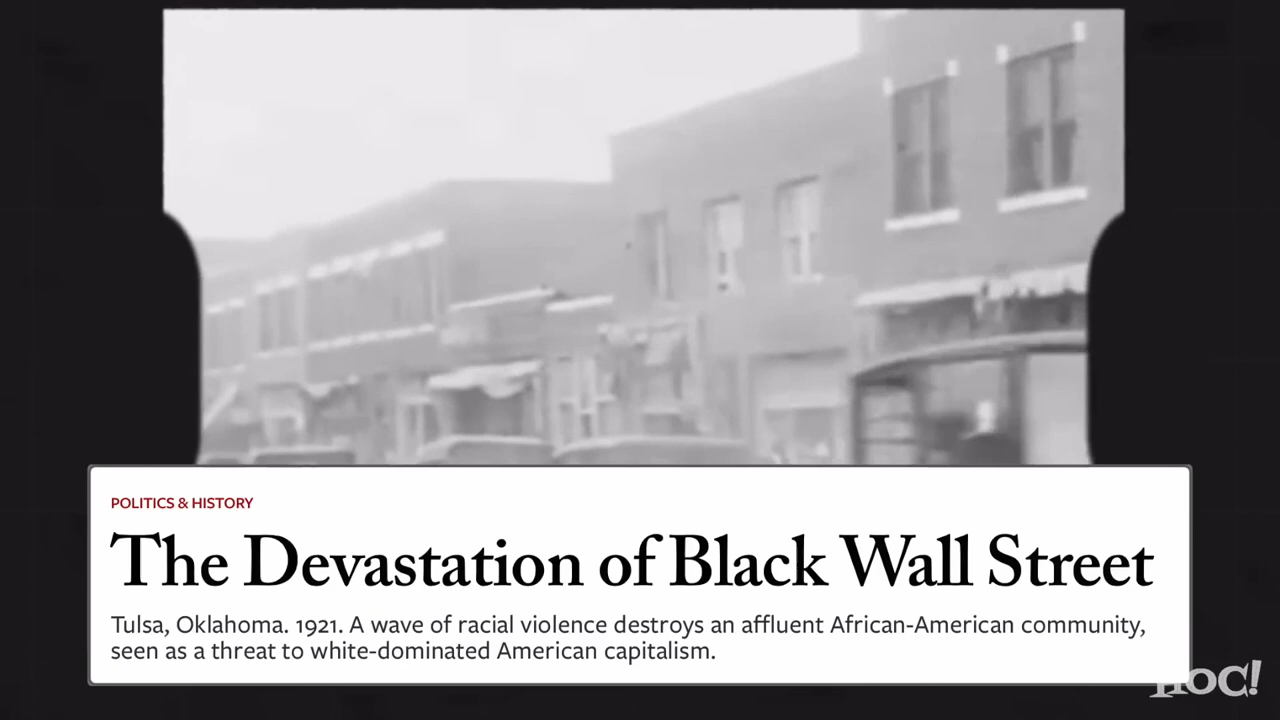 POLITICS & HISTORY
The Devastation of Black Wall Street
Tulsa, Oklahoma. 1921. A wave of racial violence destroys an affluent African-American community,
seen as a threat to white-dominated American capitalism.